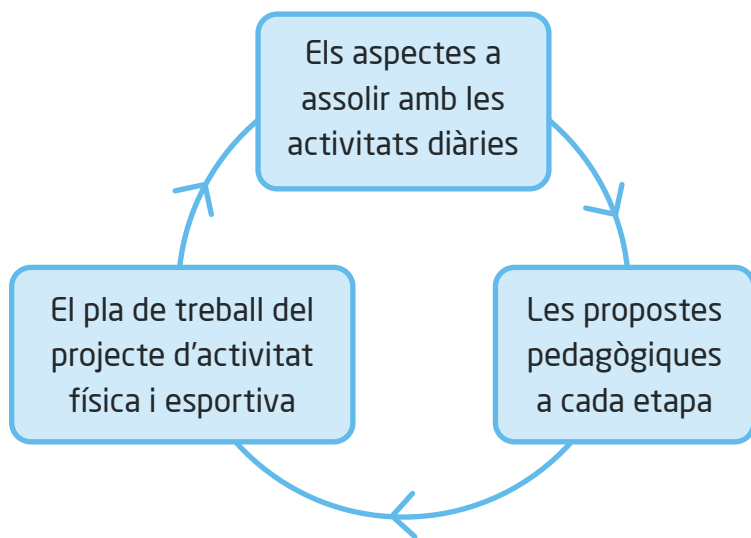 Els aspectes a
assolir amb les
activitats diàries
El pla de treball del
projecte d'activitat
física i esportiva
Les propostes
pedagògiques
a cada etapa